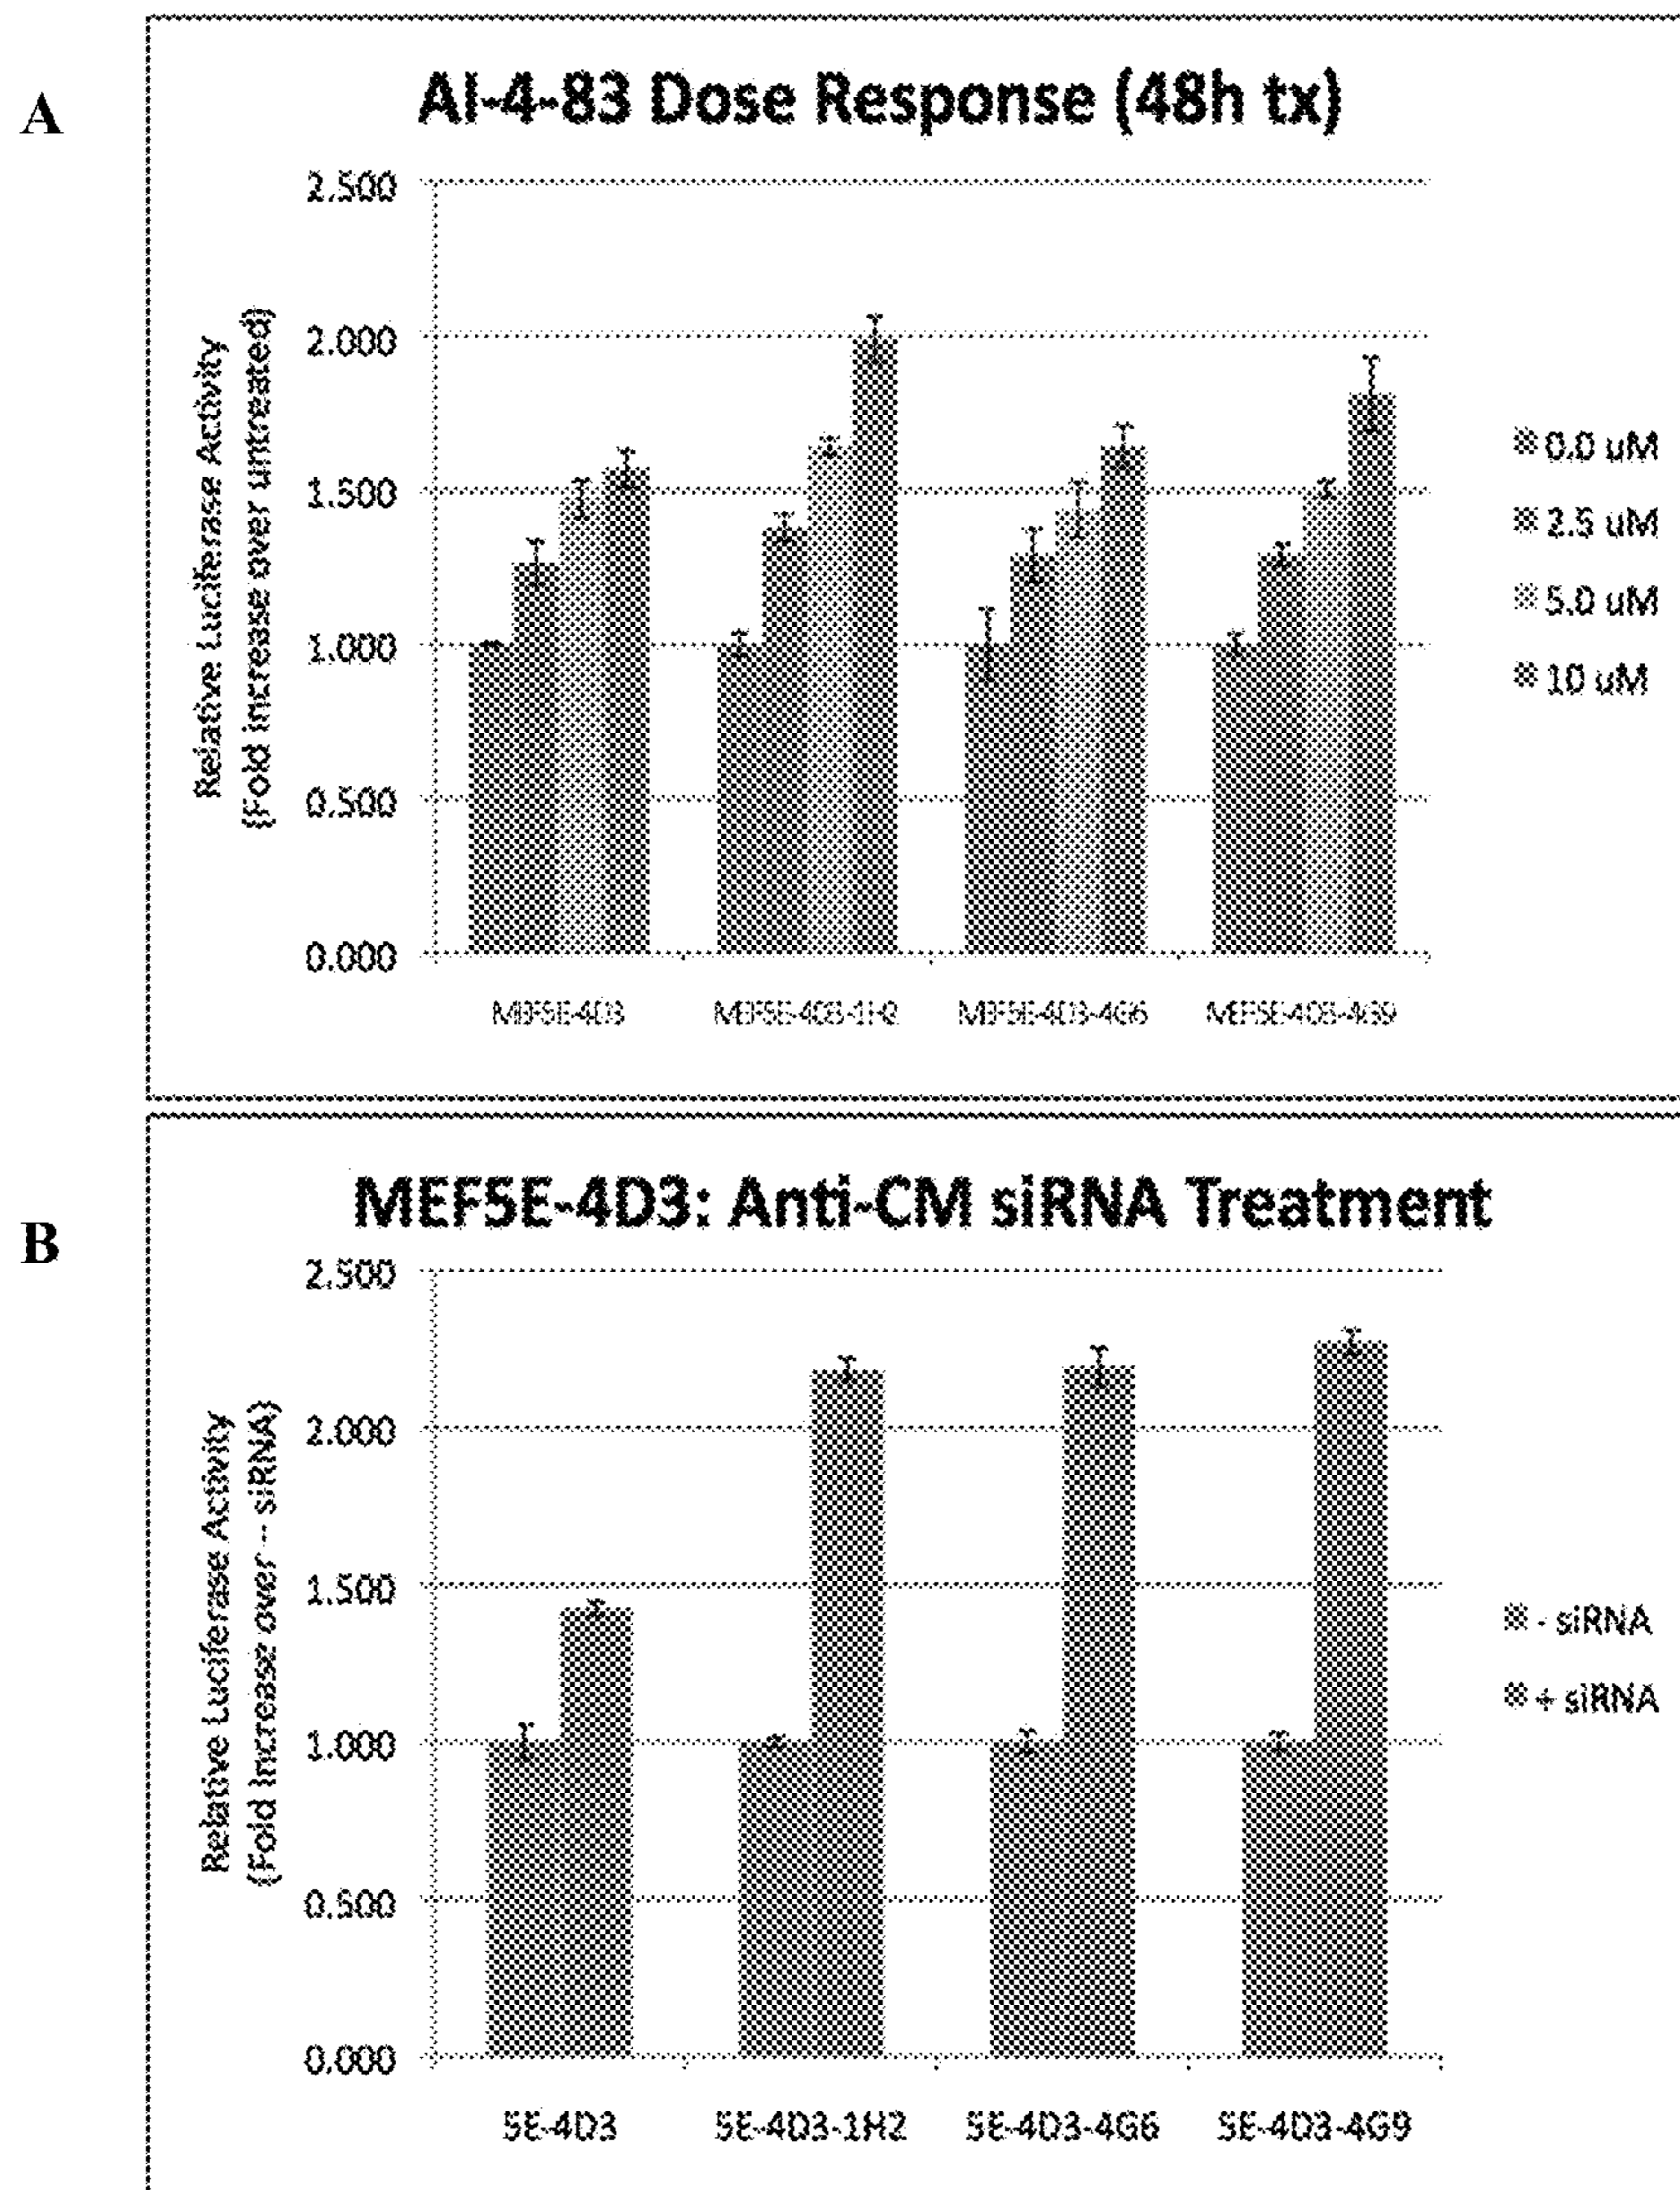 A
AI-4-83 Dose Response (48h tx)
2.500
2.000
1.500
1.000
0.500
0.000
Relative Luciferase Activity
(Fold increase over untreated)
0.0 uM
2.5 uM
5.0 uM
10 uM
MEF5E-4D3
MEF5E-4D3-1H2
MEF5E-4D3-4G6
MEF5E-4D3-4G9
B
MEF5E-4D3: Anti-CM siRNA Treatment
2.500
2.000
1.500
1.000
0.500
0.000
Relative Luciferase Activity
(Fold Increase over -- siRNA)
- siRNA
+ siRNA
5E-4D3
5E-4D3-1H2
5E-4D3-4G6
5E-4D3-4G9